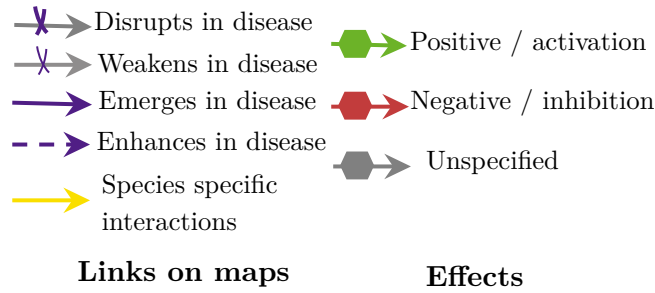 Disrupts in disease
Weakens in disease
Emerges in disease
Enhances in disease
Species specific
interactions
Links on maps
Positive / activation
Negative / inhibition
Unspecified
Effects